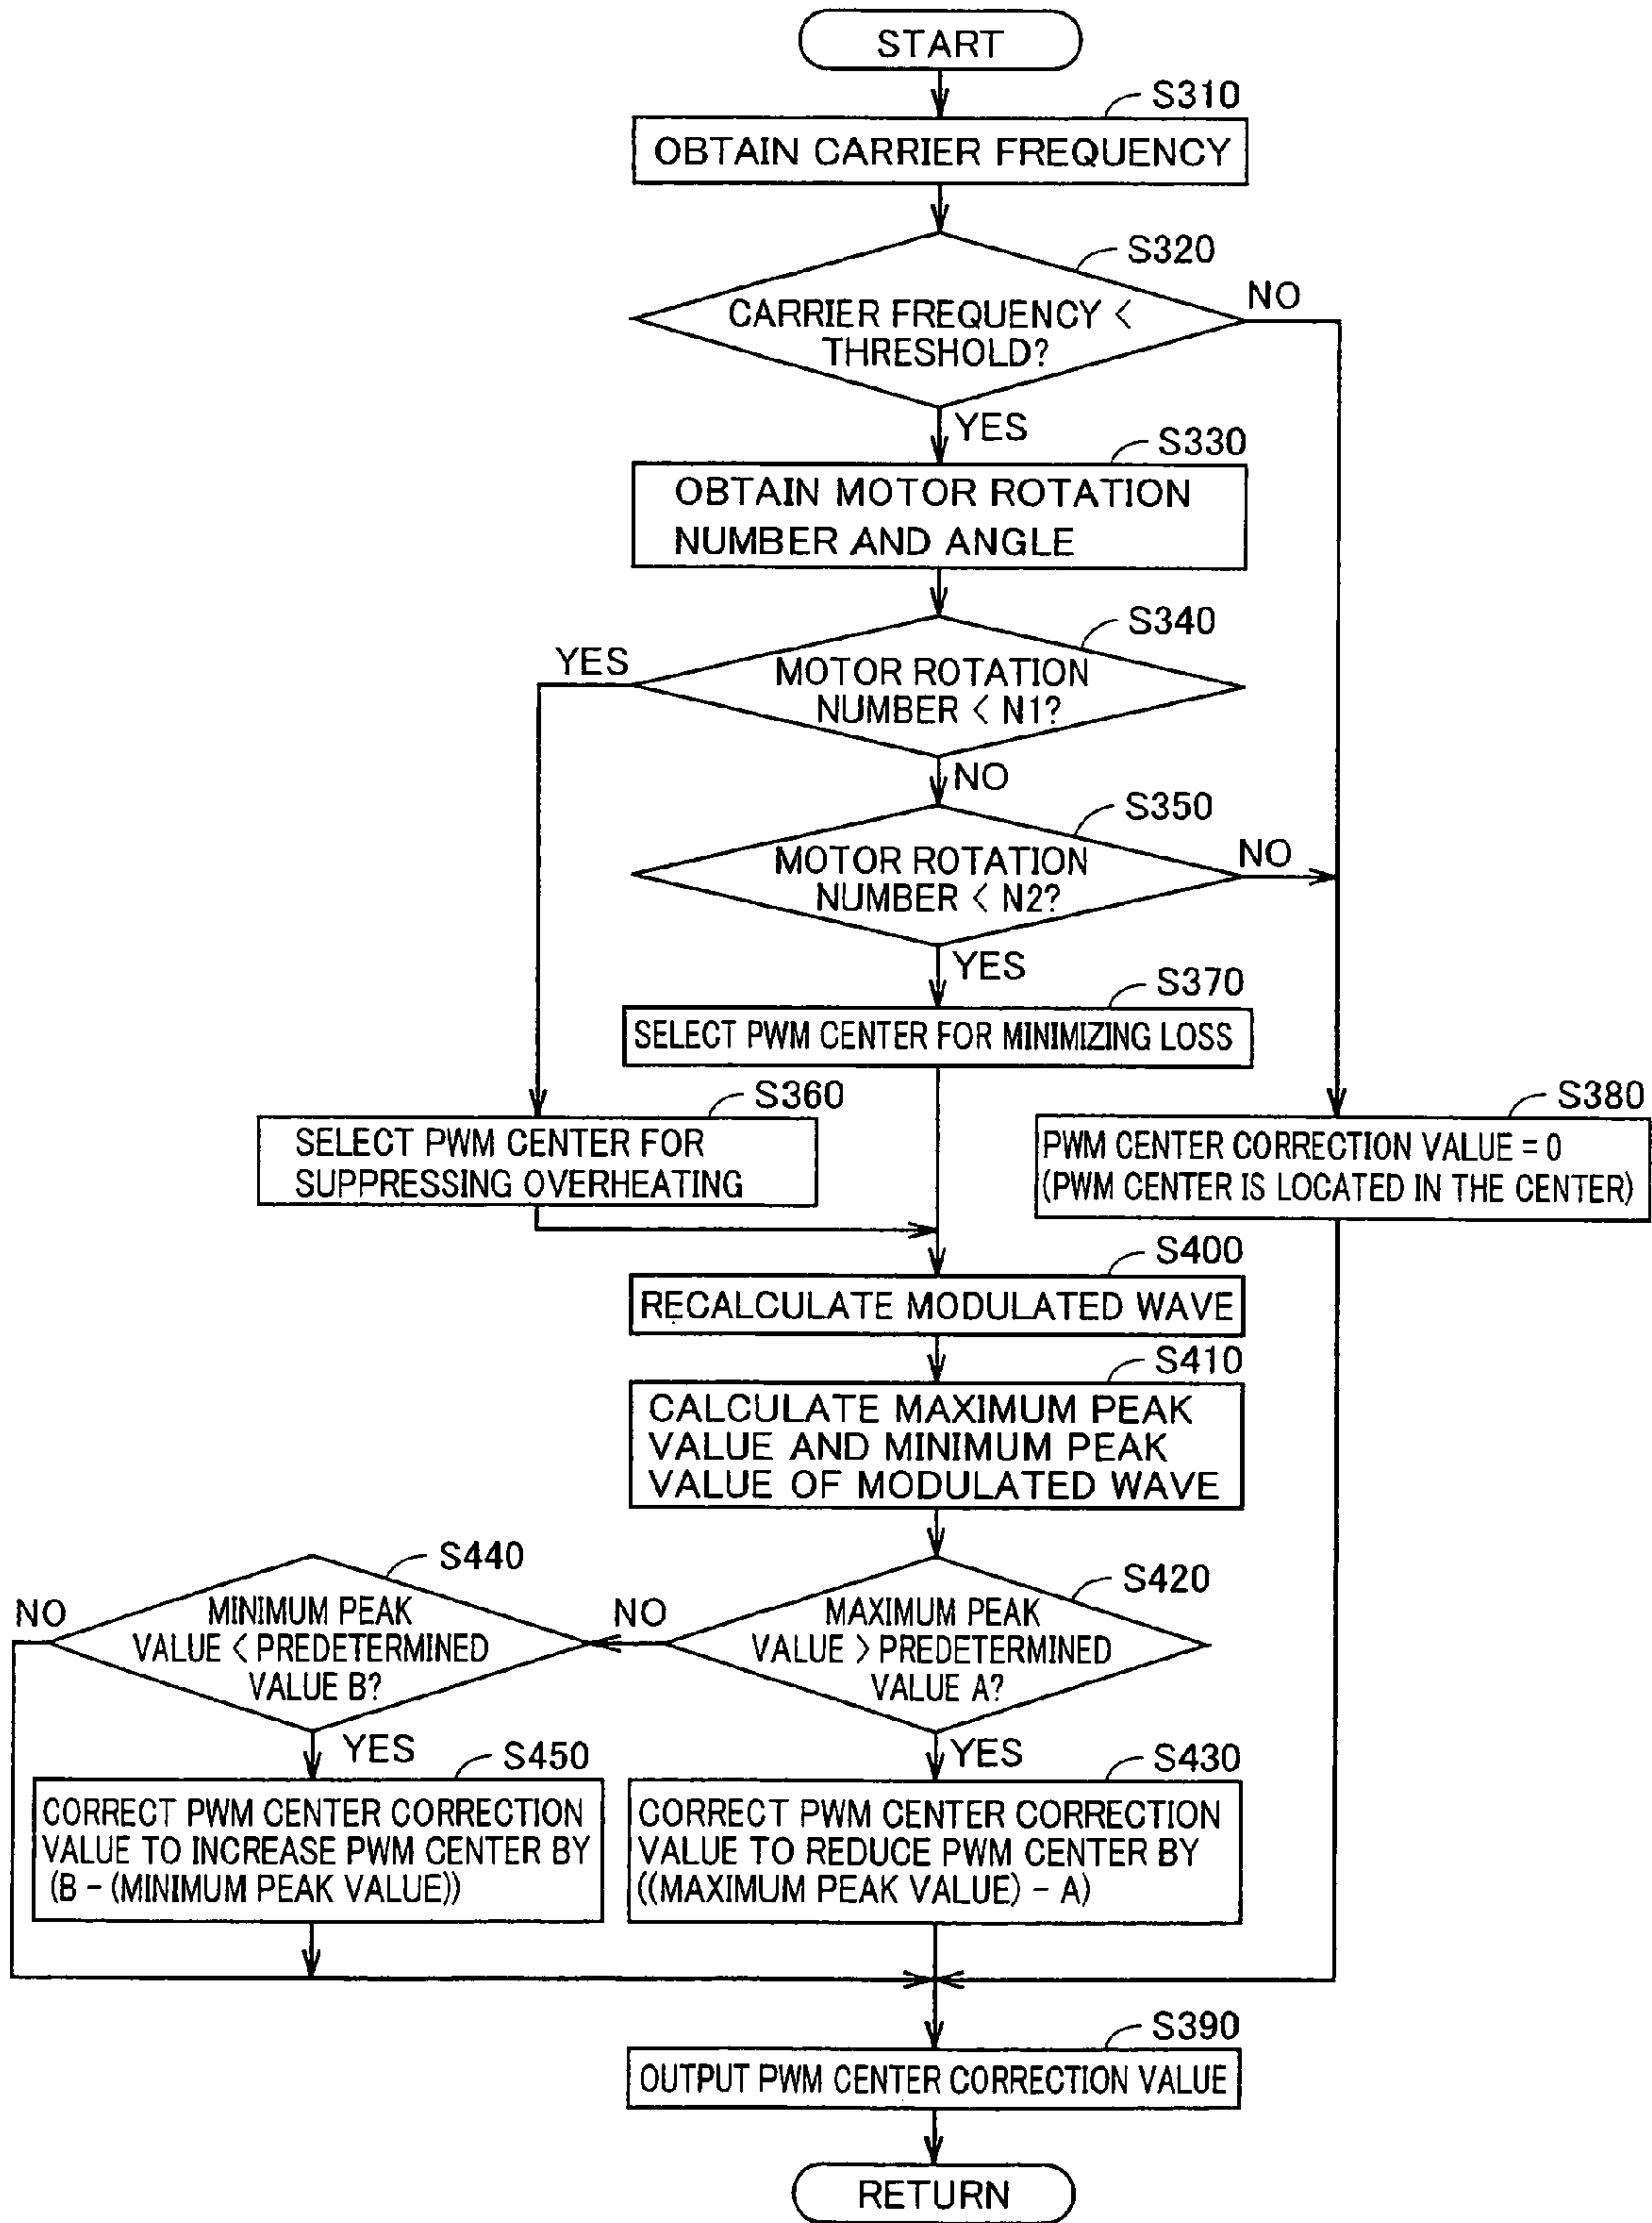 START
S310
OBTAIN CARRIER FREQUENCY
S320
CARRIER FREQUENCY <
THRESHOLD?
NO
YES
S330
OBTAIN MOTOR ROTATION
NUMBER AND ANGLE
S340
YES
MOTOR ROTATION
NUMBER < N1?
NO
S350
MOTOR ROTATION
NUMBER < N2?
NO
YES
S370
SELECT PWM CENTER FOR MINIMIZING LOSS
S360
SELECT PWM CENTER FOR
SUPPRESSING OVERHEATING
S380
PWM CENTER CORRECTION VALUE = 0
(PWM CENTER IS LOCATED IN THE CENTER)
S400
RECALCULATE MODULATED WAVE
S410
CALCULATE MAXIMUM PEAK
VALUE AND MINIMUM PEAK
VALUE OF MODULATED WAVE
S440
NO
MINIMUM PEAK
VALUE < PREDETERMINED
VALUE B?
NO
S420
MAXIMUM PEAK
VALUE > PREDETERMINED
VALUE A?
YES
S450
CORRECT PWM CENTER CORRECTION
VALUE TO INCREASE PWM CENTER BY
(B - (MINIMUM PEAK VALUE))
YES
S430
CORRECT PWM CENTER CORRECTION
VALUE TO REDUCE PWM CENTER BY
((MAXIMUM PEAK VALUE) - A)
S390
OUTPUT PWM CENTER CORRECTION VALUE
RETURN